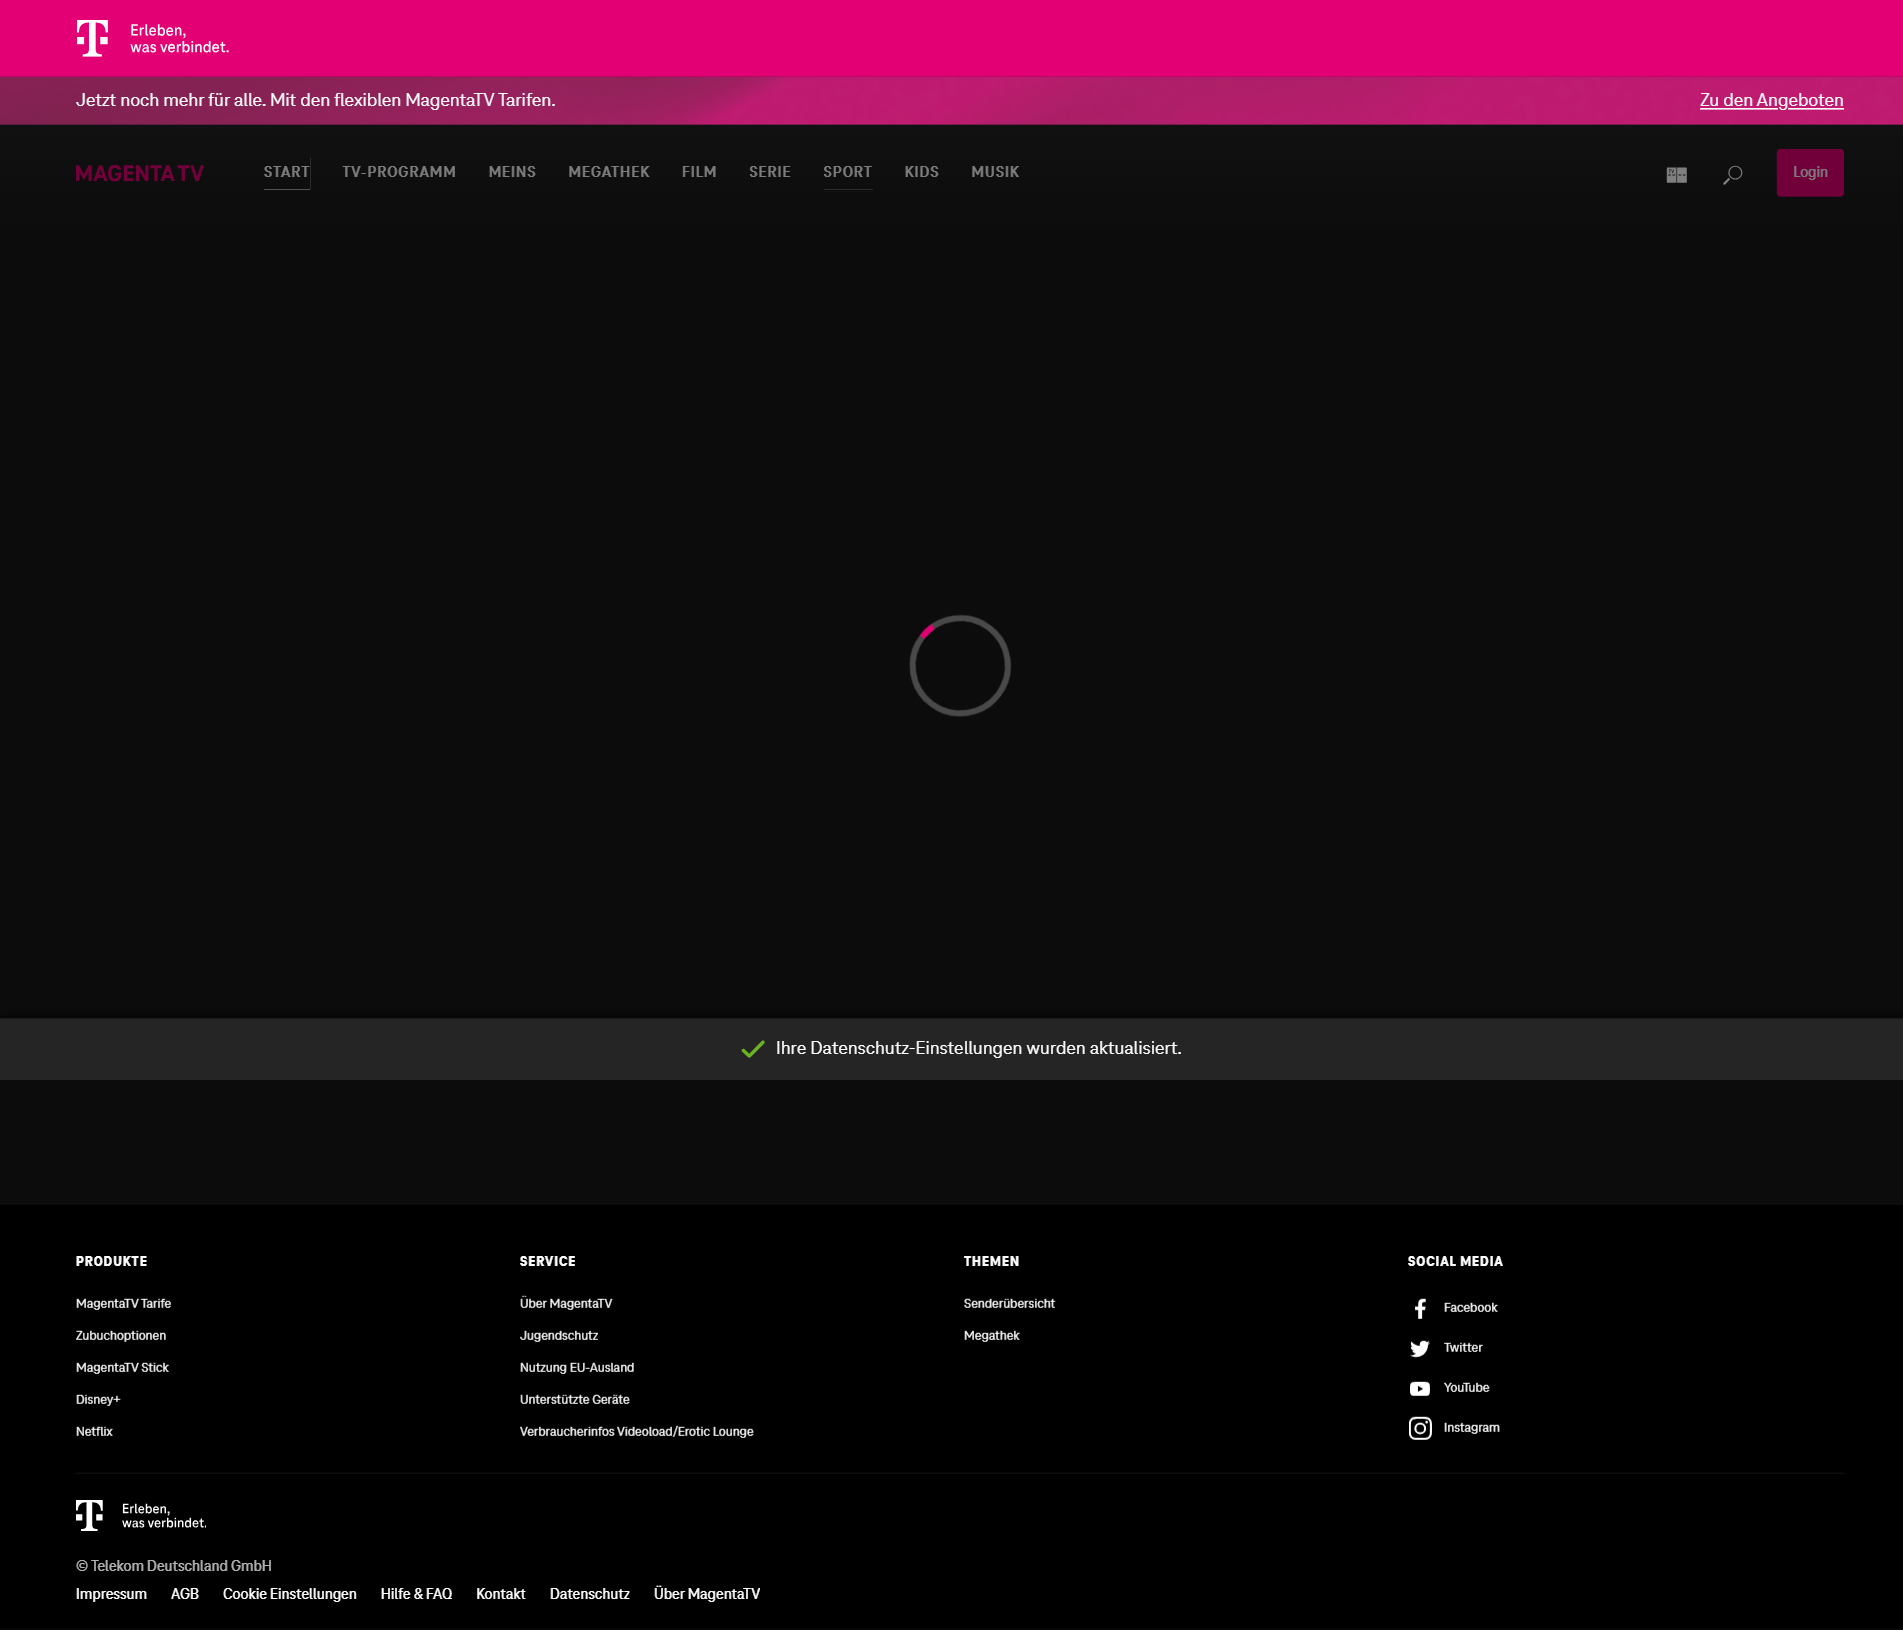 Erleben,
was verbindet.
Jetzt noch mehr für alle. Mit den flexiblen MagentaTV Tarifen.
Zu den Angeboten
MAGENTA TV
START
TV-PROGRAMM
MEINS
MEGATHEK
FILM
SERIE
SPORT
KIDS
MUSIK
Login
Ihre Datenschutz-Einstellungen wurden aktualisiert.
PRODUKTE
MagentaTV Tarife
Zubuchoptionen
MagentaTV Stick
Disney+
Netflix
SERVICE
Über MagentaTV
Jugendschutz
Nutzung EU-Ausland
Unterstützte Geräte
Verbraucherinfos Videoload/Erotic Lounge
THEMEN
Senderübersicht
Megathek
SOCIAL MEDIA
Facebook
Twitter
YouTube
Instagram
Erleben,
was verbindet.
© Telekom Deutschland GmbH
Impressum
AGB
Cookie Einstellungen
Hilfe & FAQ
Kontakt
Datenschutz
Über MagentaTV